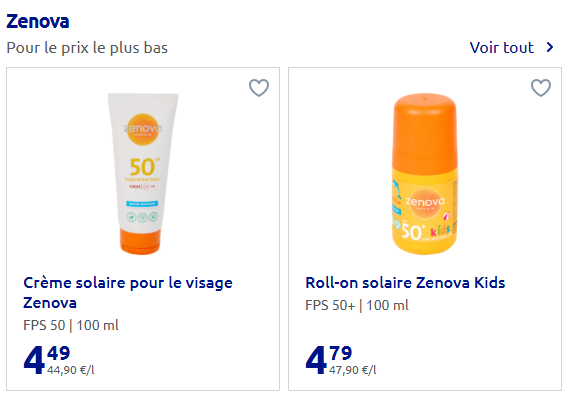 Zenova
Pour le prix le plus bas
Voir tout
zenova
50
HIGH
zenova
50+ kids
Crème solaire pour le visage
Zenova
FPS 50 | 100 ml
4 49
44,90 €/l
Roll-on solaire Zenova Kids
FPS 50+ | 100 ml
4 79
47,90 €/l